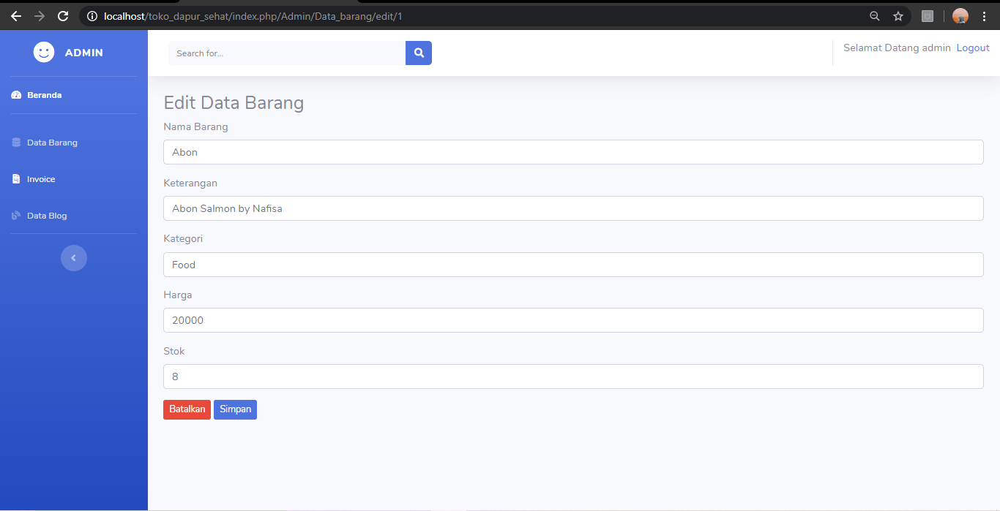 localhost/toko_dapur_sehat/index.php/Admin/Data_barang/edit/1
ADMIN
Search for...
Selamat Datang admin Logout
Beranda
Data Barang
Invoice
Data Blog
Edit Data Barang
Nama Barang
Abon
Keterangan
Abon Salmon by Nafisa
Kategori
Food
Harga
20000
Stok
8
Batalkan Simpan